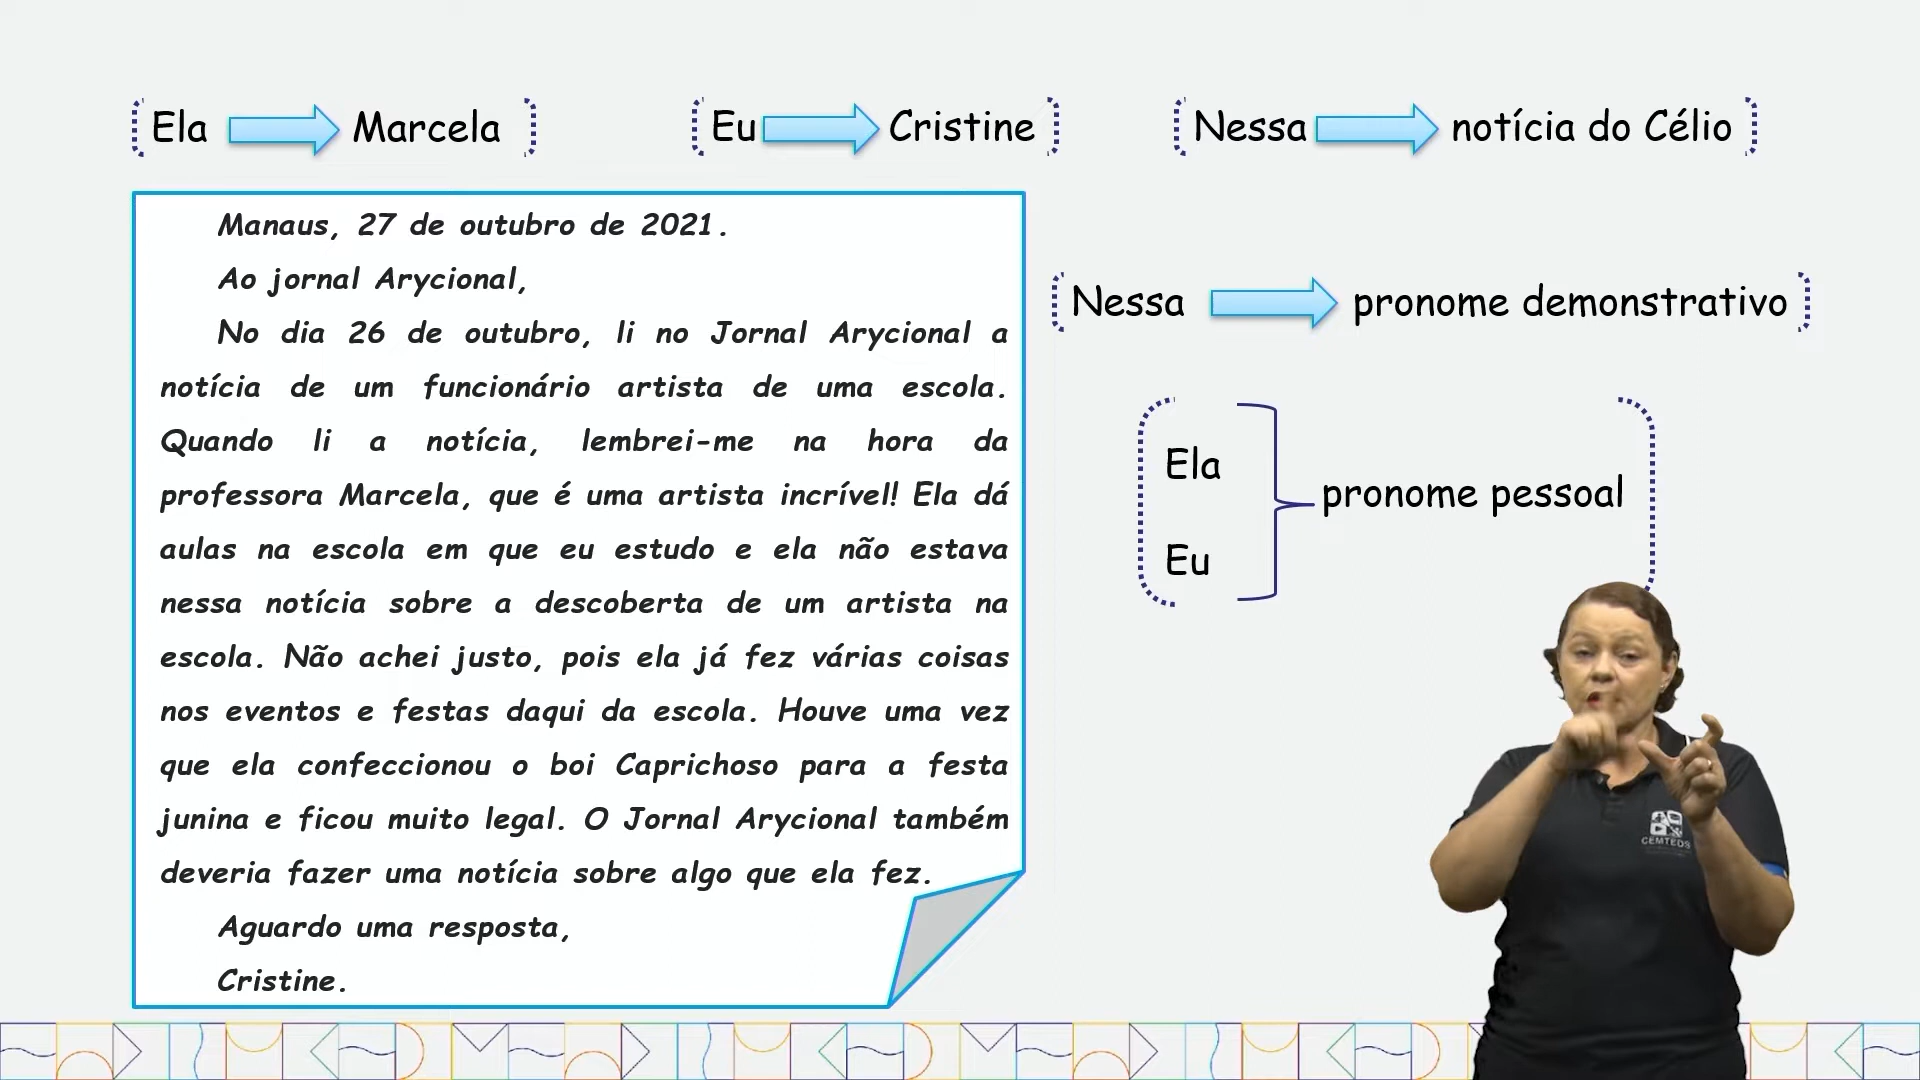 Ela Marcela
Eu Cristine
Nessa notícia do Célio
Manaus, 27 de outubro de 2021.
Ao jornal Arycional,
No dia 26 de outubro, li no Jornal Arycional a
notícia de um funcionário artista de uma escola.
Quando li a notícia, lembrei-me na hora da
professora Marcela, que é uma artista incrível! Ela dá
aulas na escola em que eu estudo e ela não estava
nessa notícia sobre a descoberta de um artista na
escola. Não achei justo, pois ela já fez várias coisas
nos eventos e festas daqui da escola. Houve uma vez
que ela confeccionou o boi Caprichoso para a festa
junina e ficou muito legal. O Jornal Arycional também
deveria fazer uma notícia sobre algo que ela fez.
Aguardo uma resposta,
Cristine.
Nessa pronome demonstrativo
Ela
Eu
pronome pessoal
CEMTEDS